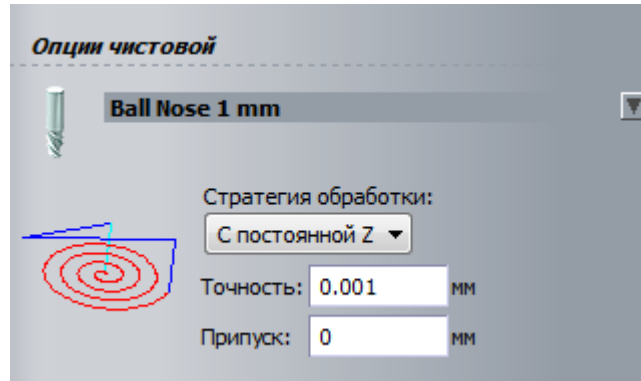 Опции чистовой
Ball Nose 1 mm
Стратегия обработки:
С постоянной Z
Точность: 0.001 мм
Припуск: 0 мм